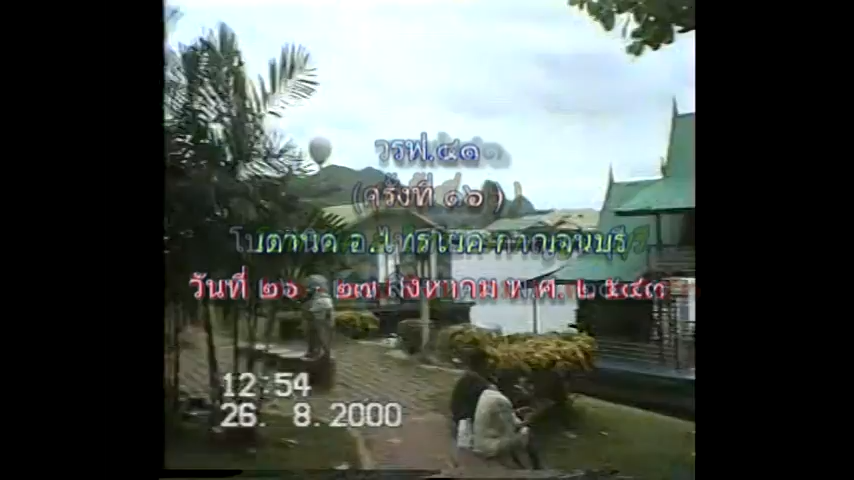 วรฟ.๔๑
(ครั้งที่ ๑๖)
โบตานิค อ.ไทรโยค กาญจนบุรี
วันที่ ๒๖ - ๒๗ สิงหาคม พ.ศ. ๒๕๔๓
12:54
26. 8.2000